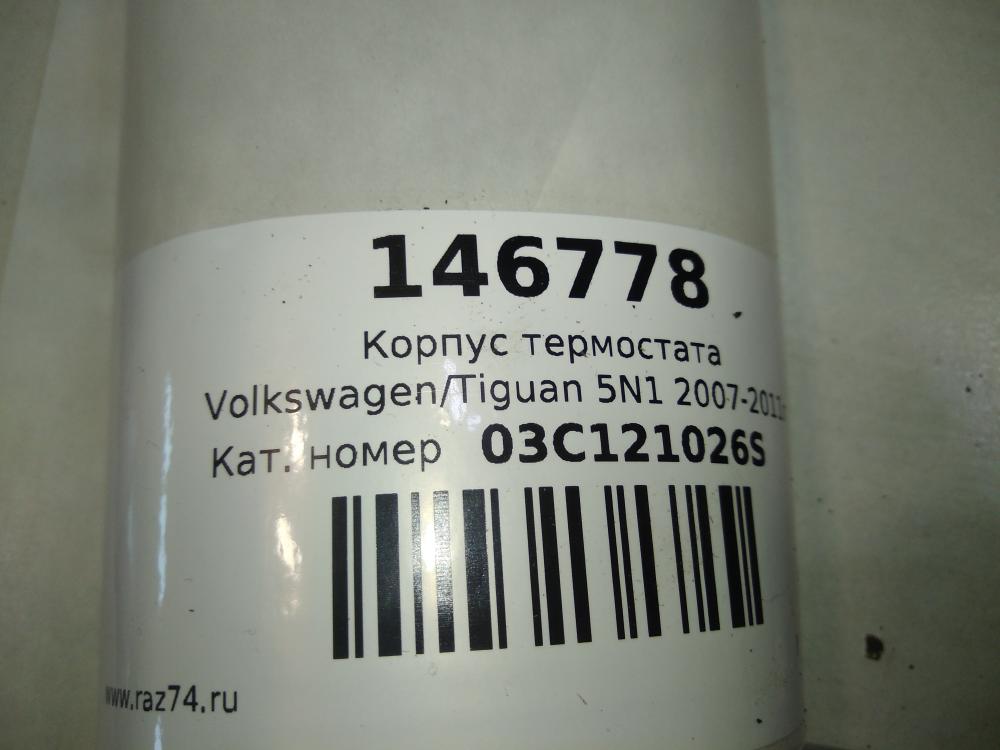 146778
Корпус термостата
Volkswagen/Tiguan 5N1 2007-2011
Кат. номер 03C121026S
www.raz74.ru